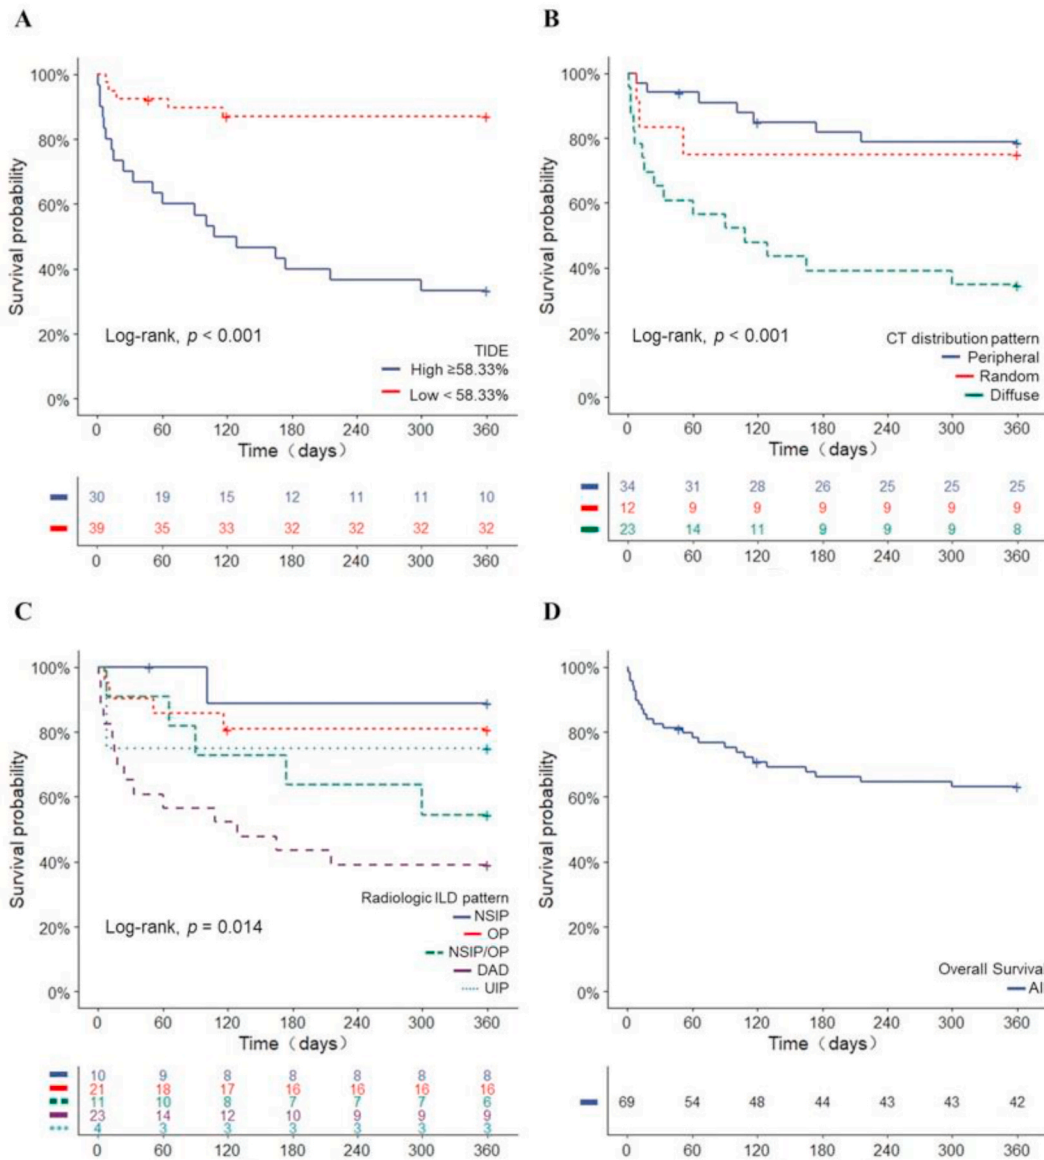 A
Survival probability
100%
80%
60%
40%
20%
0%
Log-rank, p < 0.001
TIDE
High ≥58.33%
Low < 58.33%
0 60 120 180 240 300 360
Time（days）
30 19 15 12 11 11 10
39 35 33 32 32 32 32
0 60 120 180 240 300 360
B
Survival probability
100%
80%
60%
40%
20%
0%
Log-rank, p < 0.001
CT distribution pattern
Peripheral
Random
Diffuse
0 60 120 180 240 300 360
Time（days）
34 31 28 26 25 25 25
12 9 9 9 9 9 9
23 14 11 9 9 9 8
0 60 120 180 240 300 360
C
Survival probability
100%
80%
60%
40%
20%
0%
Log-rank, p = 0.014
Radiologic ILD pattern
NSIP
OP
NSIP/OP
DAD
UIP
0 60 120 180 240 300 360
Time（days）
10 9 8 8 8 8 8
21 18 17 16 16 16 16
11 10 8 7 7 7 6
23 14 12 10 9 9 9
4 3 3 3 3 3 3
0 60 120 180 240 300 360
D
Survival probability
100%
80%
60%
40%
20%
0%
Overall Survival
All
0 60 120 180 240 300 360
Time（days）
69 54 48 44 43 43 42
0 60 120 180 240 300 360